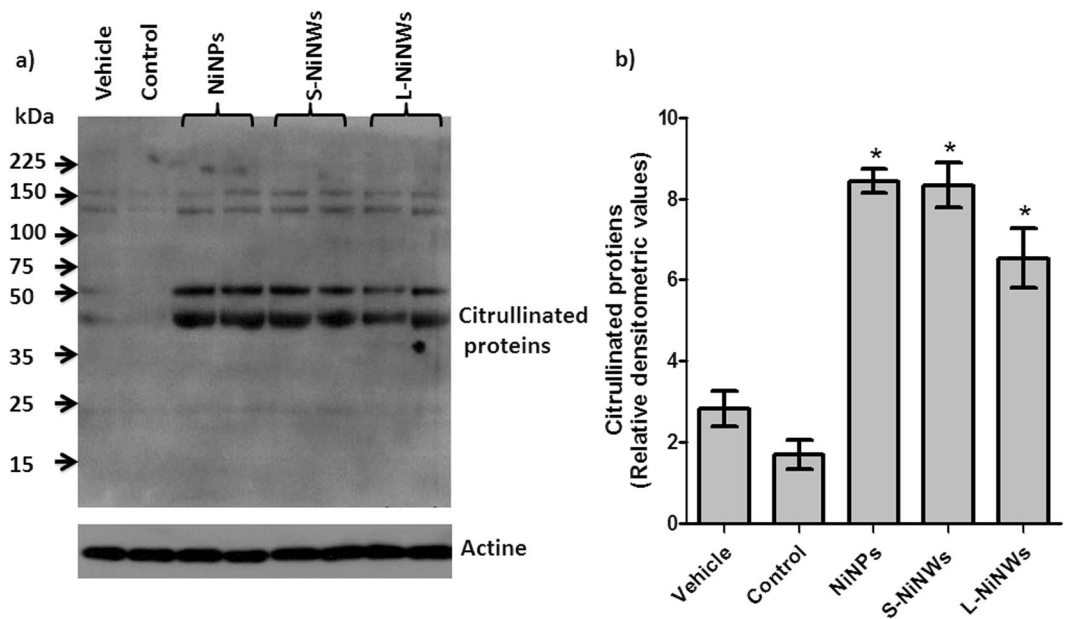 a)
Vehicle
Control
NiNPs
S-NiNWs
L-NiNWs
kDa
225
150
100
75
50
35
25
15
Citrullinated
proteins
Actine
b)
Citrullinated protiens
(Relative densitometric values)
10
8
6
4
2
0
*
*
*
Vehicle
Control
NiNPs
S-NiNWs
L-NiNWs